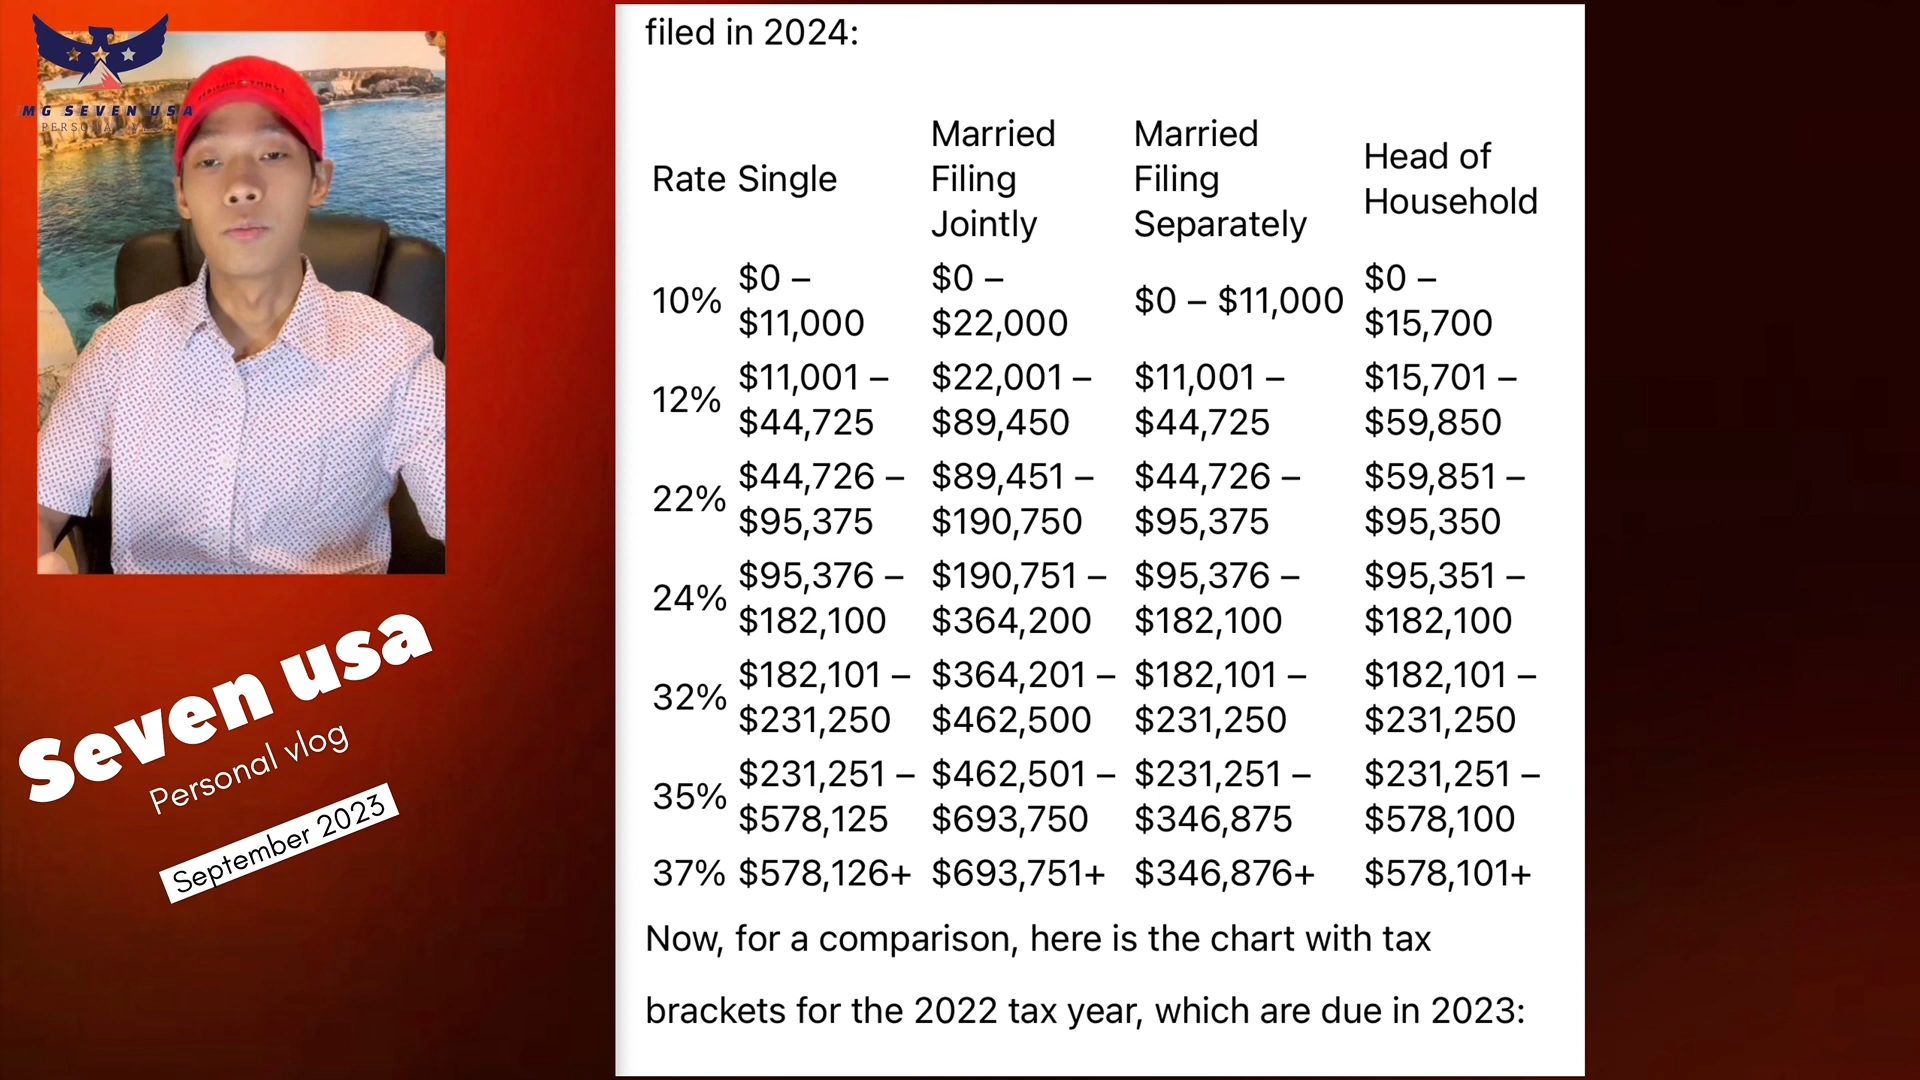 MG SEVEN USA
Seven usa
Personal vlog
September 2023
filed in 2024:
Rate Single Married Filing Jointly Married Filing Separately Head of Household
10% $0 – $11,000 $0 – $22,000 $0 – $11,000 $0 – $15,700
12% $11,001 – $44,725 $22,001 – $89,450 $11,001 – $44,725 $15,701 – $59,850
22% $44,726 – $95,375 $89,451 – $190,750 $44,726 – $95,375 $59,851 – $95,350
24% $95,376 – $182,100 $190,751 – $364,200 $95,376 – $182,100 $95,351 – $182,100
32% $182,101 – $231,250 $364,201 – $462,500 $182,101 – $231,250 $182,101 – $231,250
35% $231,251 – $578,125 $462,501 – $693,750 $231,251 – $346,875 $231,251 – $578,100
37% $578,126+ $693,751+ $346,876+ $578,101+
Now, for a comparison, here is the chart with tax
brackets for the 2022 tax year, which are due in 2023: